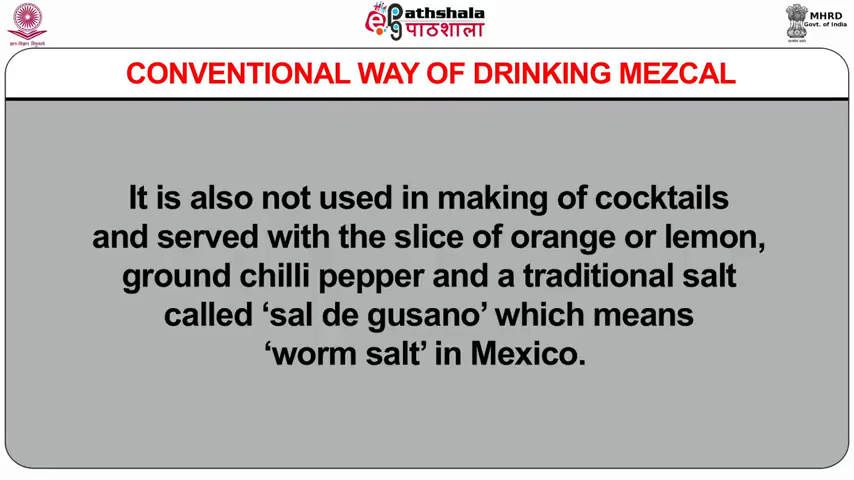 Pathshala
पाठशाला
MHRD
Govt. of India
CONVENTIONAL WAY OF DRINKING MEZCAL
It is also not used in making of cocktails
and served with the slice of orange or lemon,
ground chilli pepper and a traditional salt
called ‘sal de gusano’ which means
‘worm salt’ in Mexico.